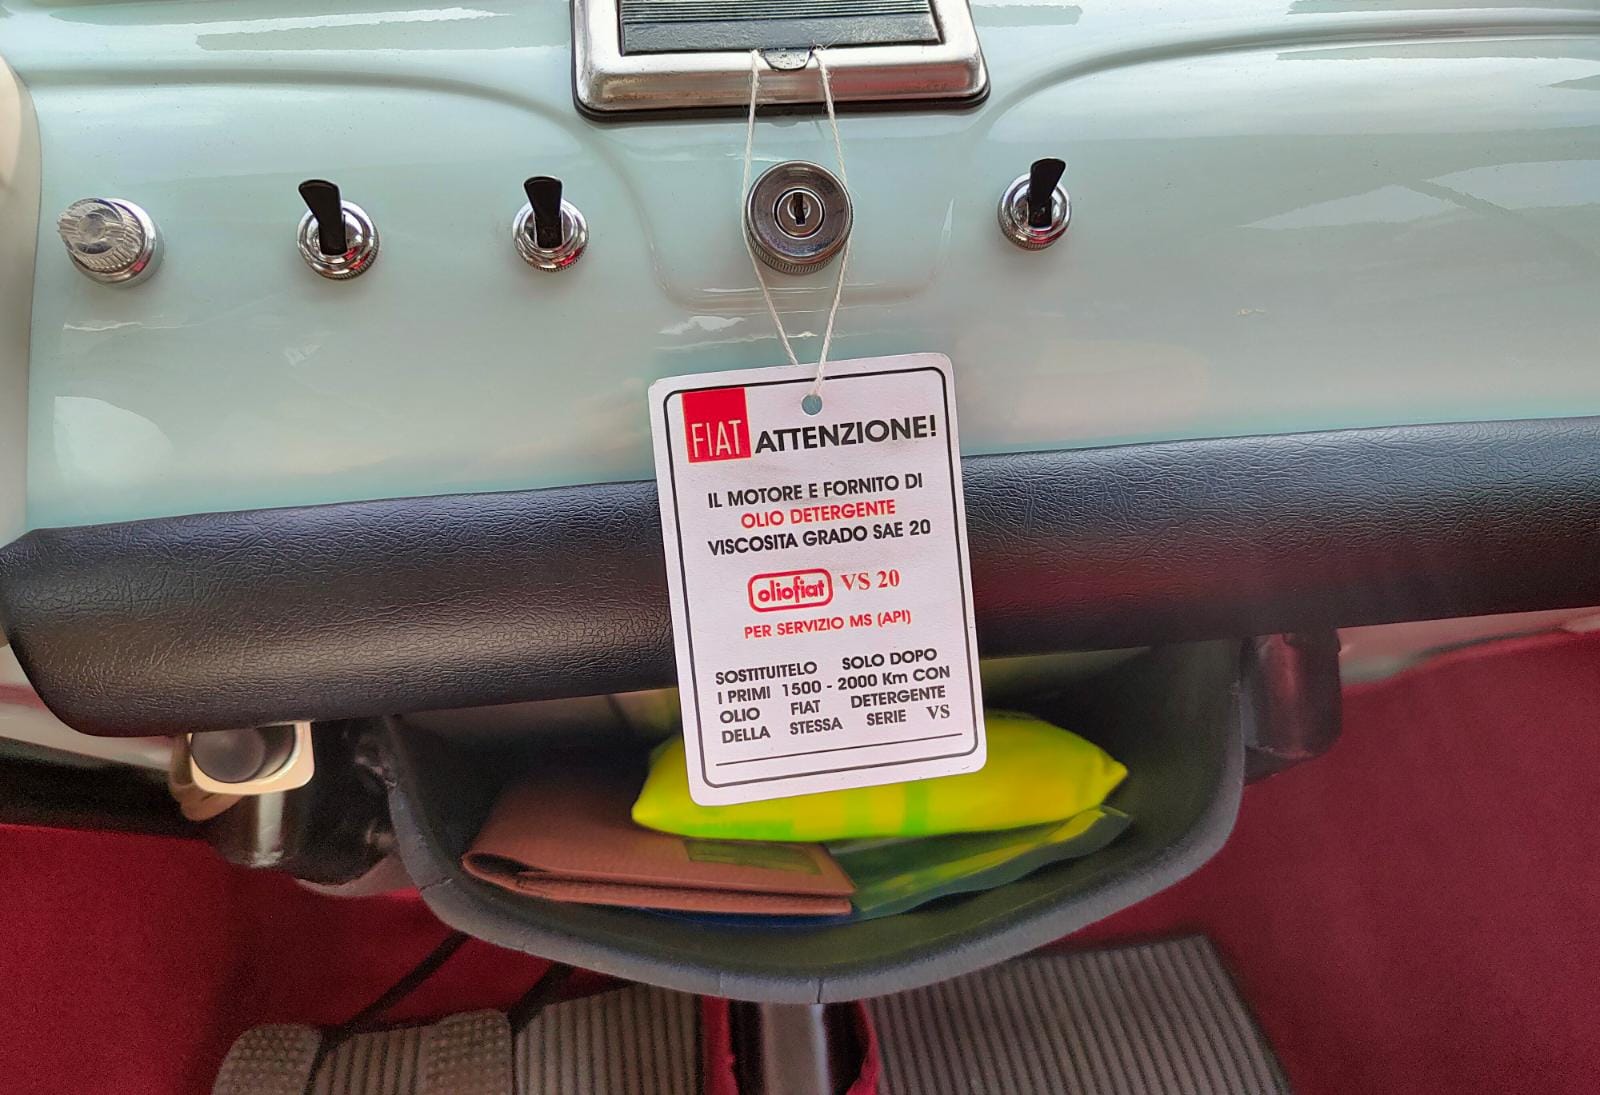 FIAT ATTENZIONE!
IL MOTORE E FORNITO DI
OLIO DETERGENTE
VISCOSITA GRADO SAE 20
oliofiat VS 20
PER SERVIZIO MS (API)
SOSTITUITELO SOLO DOPO
I PRIMI 1500 - 2000 Km CON
OLIO FIAT DETERGENTE
DELLA STESSA SERIE VS